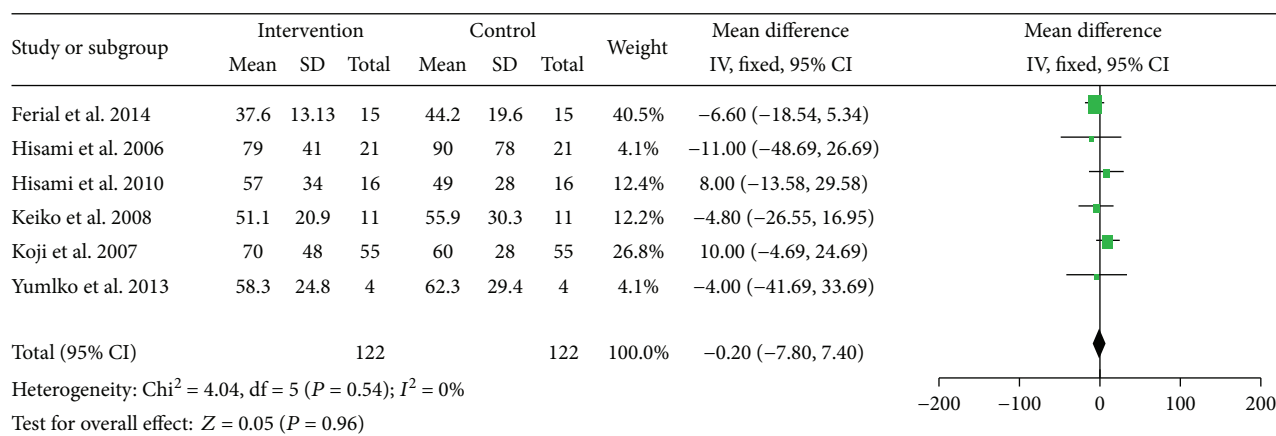 Study or subgroup Intervention Control Weight Mean difference Mean difference
Mean SD Total Mean SD Total IV, fixed, 95% CI IV, fixed, 95% CI
Ferial et al. 2014 37.6 13.13 15 44.2 19.6 15 40.5% −6.60 (−18.54, 5.34)
Hisami et al. 2006 79 41 21 90 78 21 4.1% −11.00 (−48.69, 26.69)
Hisami et al. 2010 57 34 16 49 28 16 12.4% 8.00 (−13.58, 29.58)
Keiko et al. 2008 51.1 20.9 11 55.9 30.3 11 12.2% −4.80 (−26.55, 16.95)
Koji et al. 2007 70 48 55 60 28 55 26.8% 10.00 (−4.69, 24.69)
Yumlko et al. 2013 58.3 24.8 4 62.3 29.4 4 4.1% −4.00 (−41.69, 33.69)
Total (95% CI) 122 122 100.0% −0.20 (−7.80, 7.40)
Heterogeneity: Chi² = 4.04, df = 5 (P = 0.54); I² = 0%
Test for overall effect: Z = 0.05 (P = 0.96)
−200 −100 0 100 200